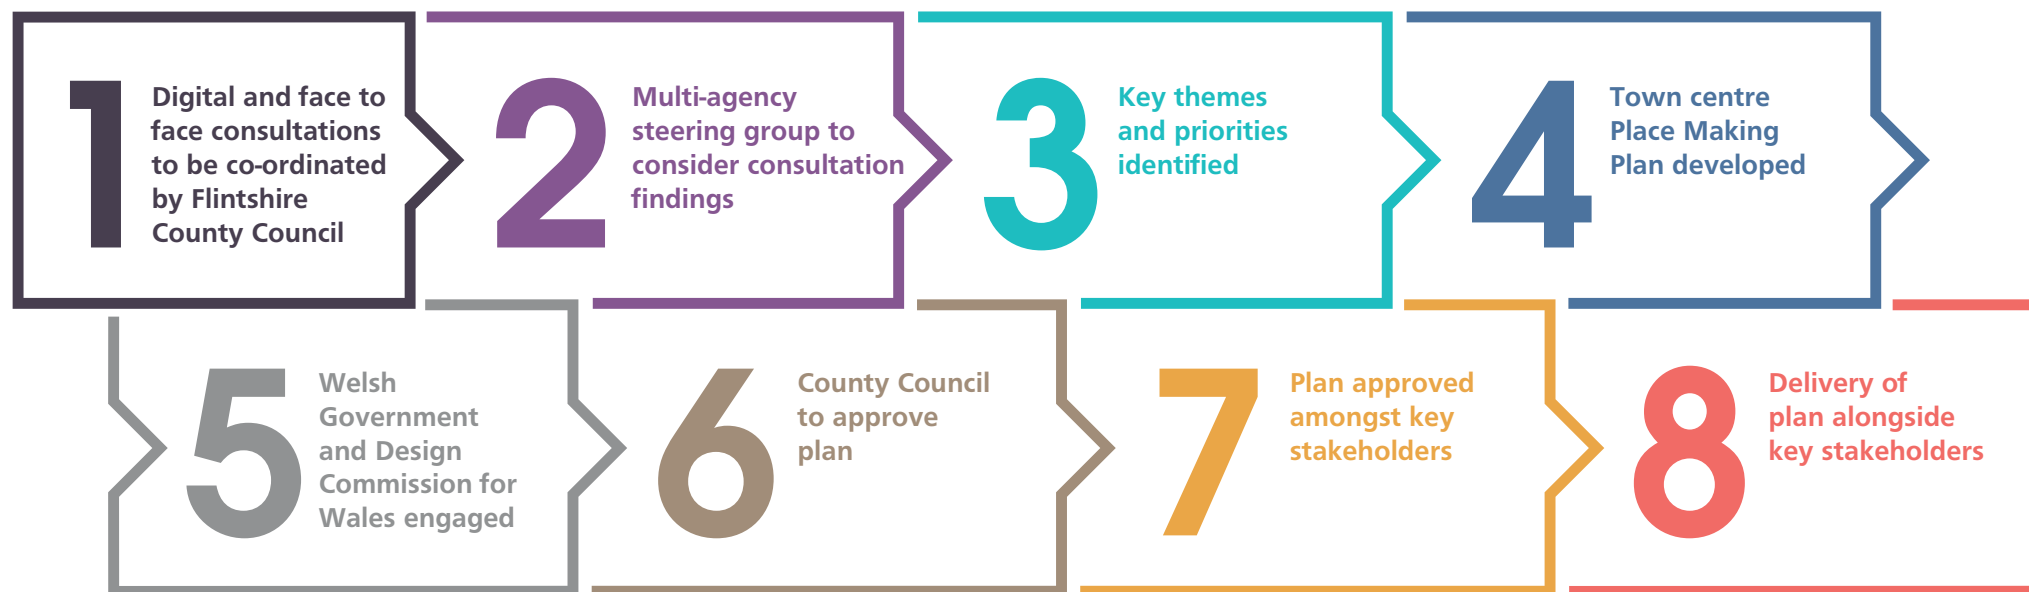 1
Digital and face to
face consultations
to be co-ordinated
by Flintshire
County Council
2
Multi-agency
steering group to
consider consultation
findings
3
Key themes
and priorities
identified
4
Town centre
Place Making
Plan developed
5
Welsh
Government
and Design
Commission for
Wales engaged
6
County Council
to approve
plan
7
Plan approved
amongst key
stakeholders
8
Delivery of
plan alongside
key stakeholders